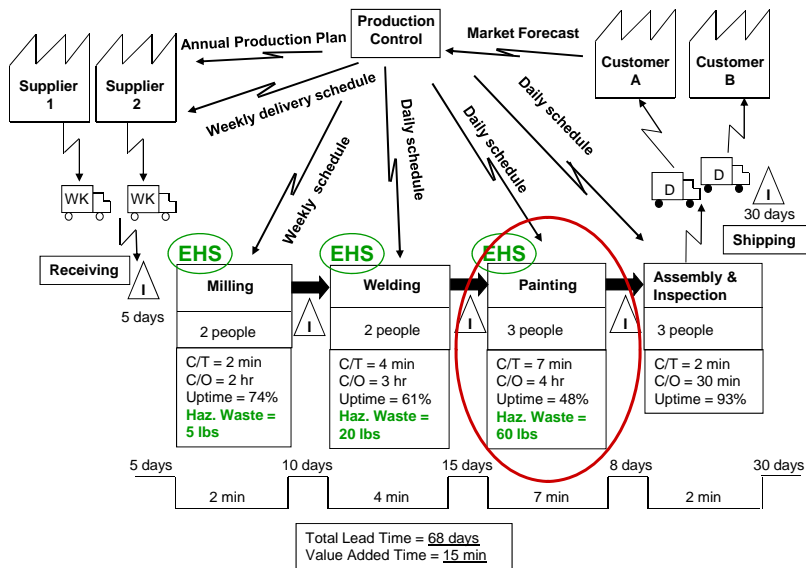 Production
Control
Annual Production Plan
Market Forecast
Supplier
1
Supplier
2
Customer
A
Customer
B
Weekly delivery schedule
Weekly  schedule
Daily schedule
Daily schedule
Daily schedule
WK
WK
D
D
I
30 days
Receiving
Shipping
I
5 days
EHS
EHS
EHS
Milling
Welding
Painting
Assembly &
Inspection
I
I
I
2 people
2 people
3 people
3 people
C/T = 2 min
C/O = 2 hr
Uptime = 74%
Haz. Waste =
5 lbs
C/T = 4 min
C/O = 3 hr
Uptime = 61%
Haz. Waste =
20 lbs
C/T = 7 min
C/O = 4 hr
Uptime = 48%
Haz. Waste =
60 lbs
C/T = 2 min
C/O = 30 min
Uptime = 93%
5 days
10 days
15 days
8 days
30 days
2 min
4 min
7 min
2 min
Total Lead Time = 68 days
Value Added Time = 15 min